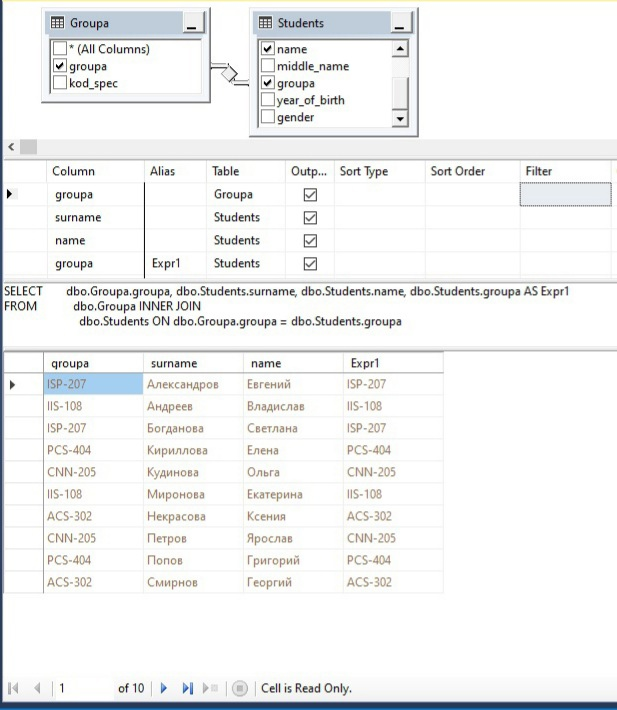 Groupa
* (All Columns)
groupa
kod_spec
Students
name
middle_name
groupa
year_of_birth
gender
Column Alias Table Outp... Sort Type Sort Order Filter
groupa Groupa
surname Students
name Students
groupa Expr1 Students
SELECT dbo.Groupa.groupa, dbo.Students.surname, dbo.Students.name, dbo.Students.groupa AS Expr1
FROM dbo.Groupa INNER JOIN
dbo.Students ON dbo.Groupa.groupa = dbo.Students.groupa
groupa surname name Expr1
ISP-207 Александров Евгений ISP-207
IIS-108 Андреев Владислав IIS-108
ISP-207 Богданова Светлана ISP-207
PCS-404 Кириллова Елена PCS-404
CNN-205 Кудинова Ольга CNN-205
IIS-108 Миронова Екатерина IIS-108
ACS-302 Некрасова Ксения ACS-302
CNN-205 Петров Ярослав CNN-205
PCS-404 Попов Григорий PCS-404
ACS-302 Смирнов Георгий ACS-302
1 of 10 Cell is Read Only.